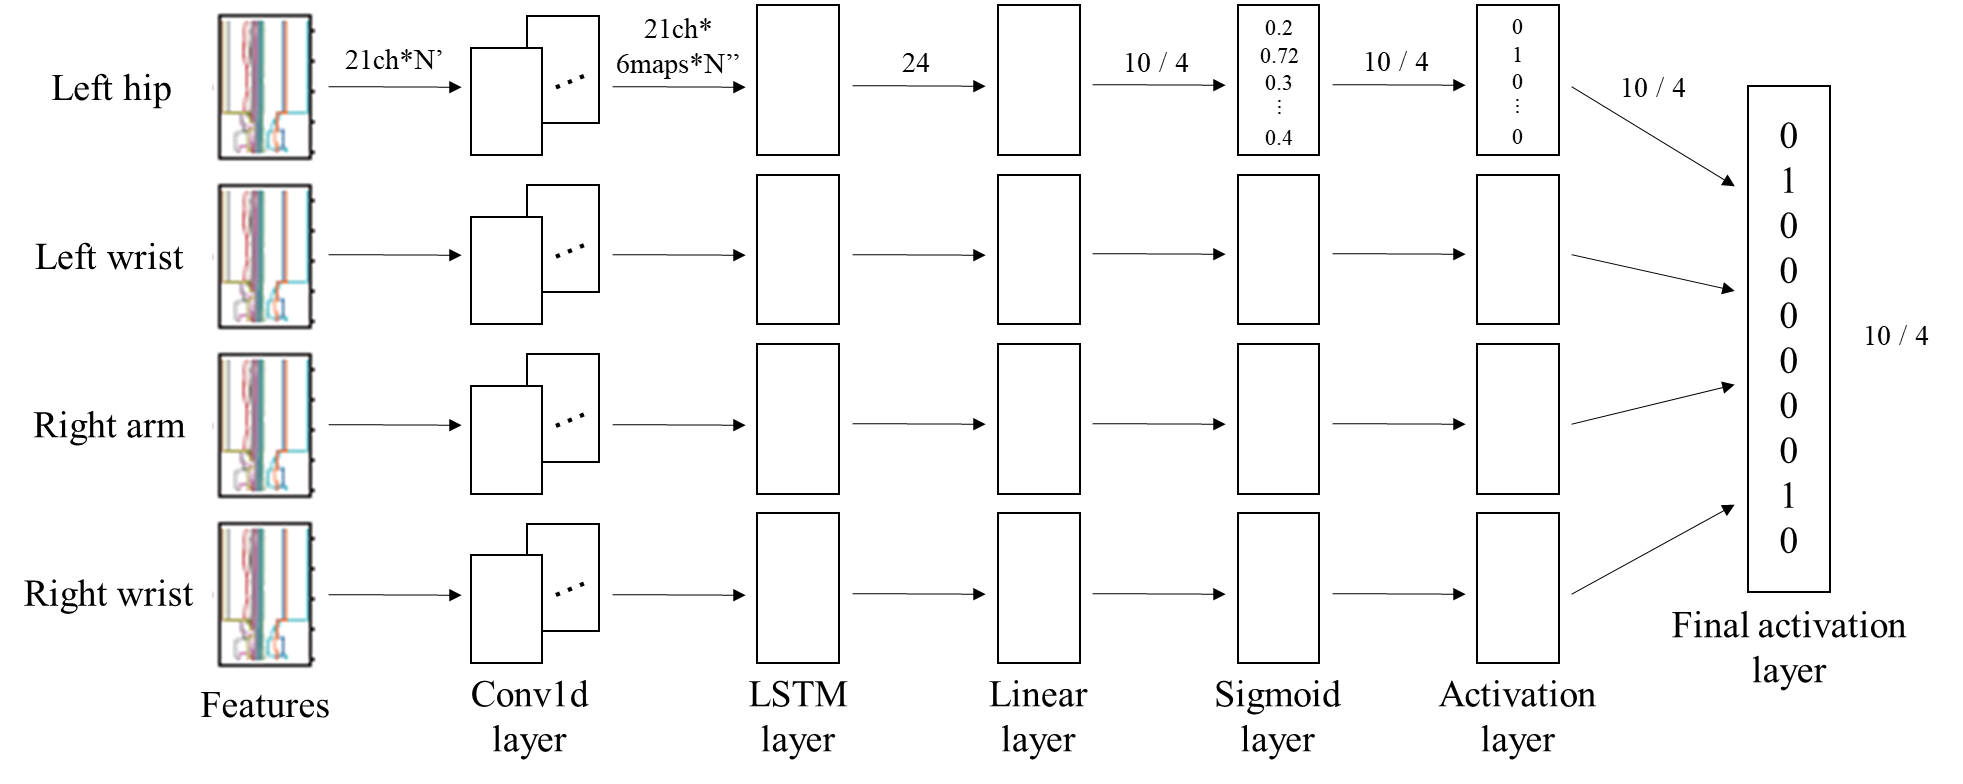 Left hip
21ch*N’
21ch*
6maps*N”
24
10 / 4
0.2
0.72
0.3
⋮
0.4
10 / 4
0
1
0
⋮
0
10 / 4
Left wrist
Right arm
Right wrist
0
1
0
0
0
0
0
0
1
0
10 / 4
Features
Conv1d
layer
LSTM
layer
Linear
layer
Sigmoid
layer
Activation
layer
Final activation
layer